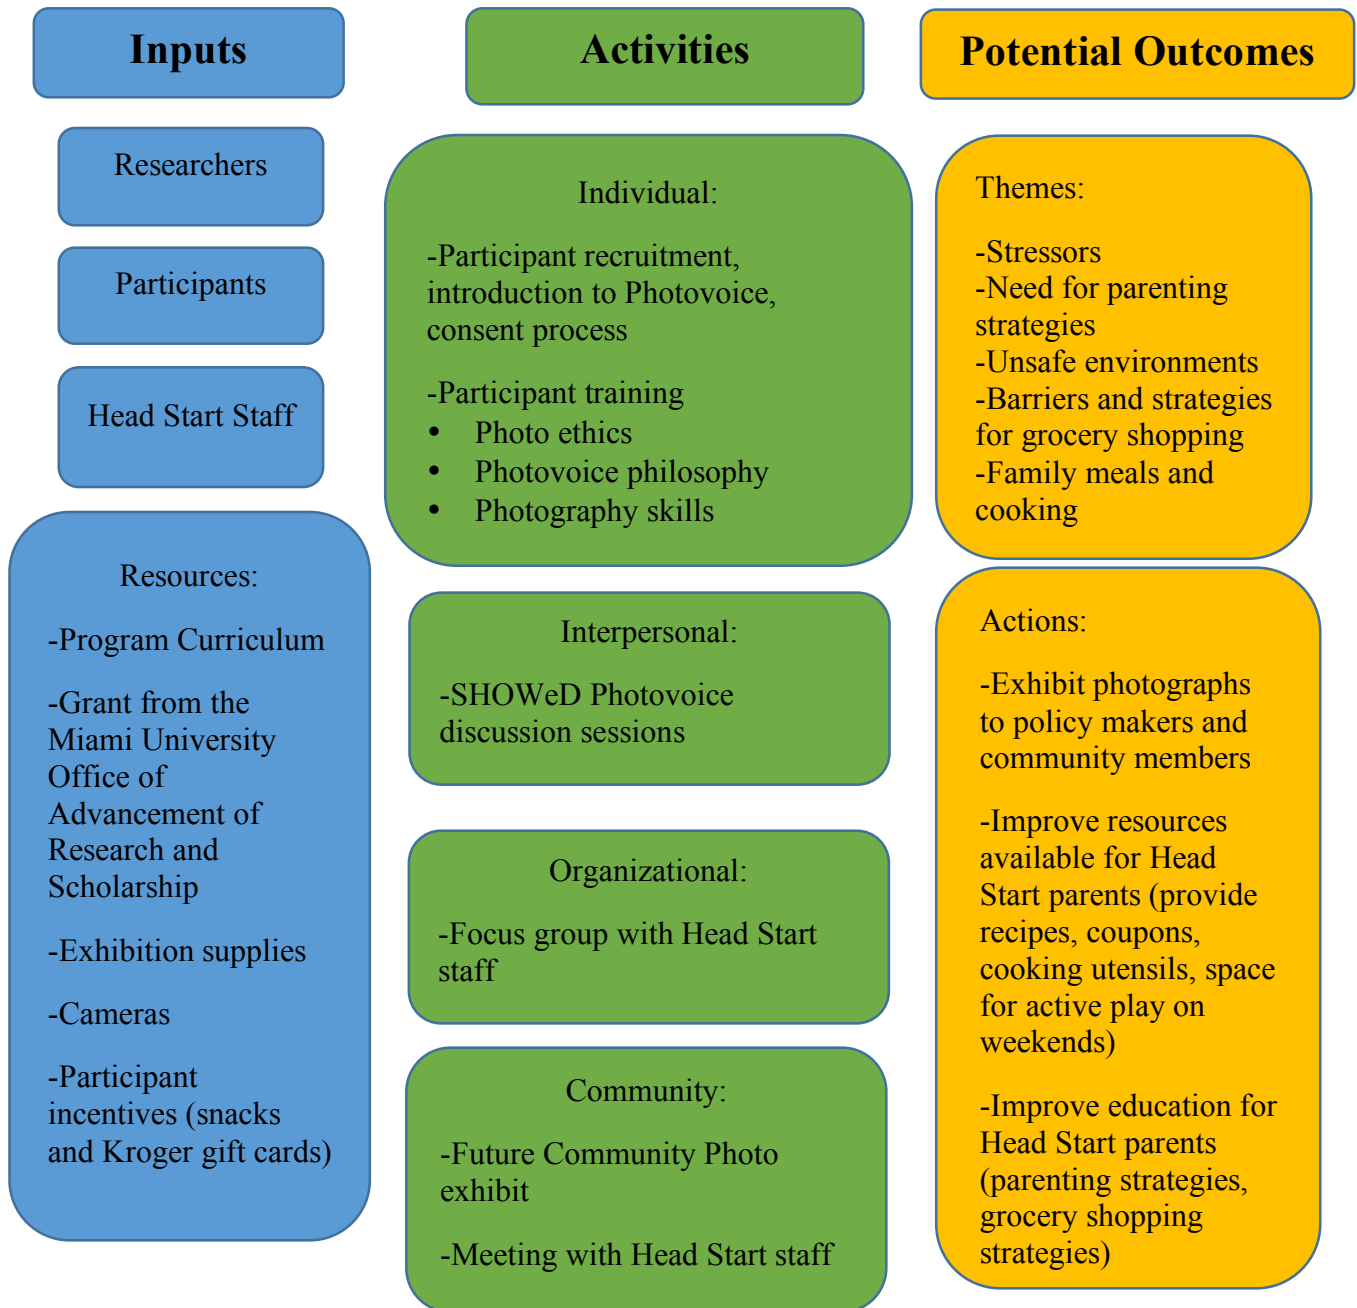 Inputs
Researchers
Participants
Head Start Staff
Resources:
-Program Curriculum
-Grant from the
Miami University
Office of
Advancement of
Research and
Scholarship
-Exhibition supplies
-Cameras
-Participant
incentives (snacks
and Kroger gift cards)
Activities
Individual:
-Participant recruitment,
introduction to Photovoice,
consent process
-Participant training
• Photo ethics
• Photovoice philosophy
• Photography skills
Interpersonal:
-SHOWeD Photovoice
discussion sessions
Organizational:
-Focus group with Head Start
staff
Community:
-Future Community Photo
exhibit
-Meeting with Head Start staff
Potential Outcomes
Themes:
-Stressors
-Need for parenting
strategies
-Unsafe environments
-Barriers and strategies
for grocery shopping
-Family meals and
cooking
Actions:
-Exhibit photographs
to policy makers and
community members
-Improve resources
available for Head
Start parents (provide
recipes, coupons,
cooking utensils, space
for active play on
weekends)
-Improve education for
Head Start parents
(parenting strategies,
grocery shopping
strategies)